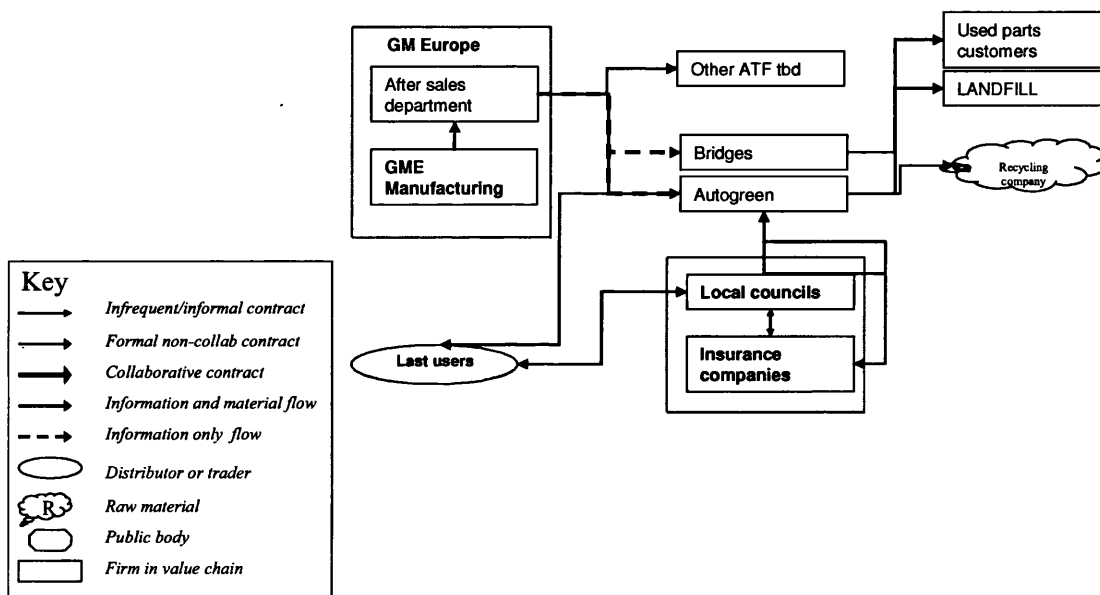 GM Europe
After sales
department
GME
Manufacturing
Other ATF tbd
Bridges
Autogreen
Used parts
customers
LANDFILL
Recycling
company
Local councils
Insurance
companies
Last users
Key
Infrequent/informal contract
Formal non-collab contract
Collaborative contract
Information and material flow
Information only flow
Distributor or trader
R
Raw material
Public body
Firm in value chain